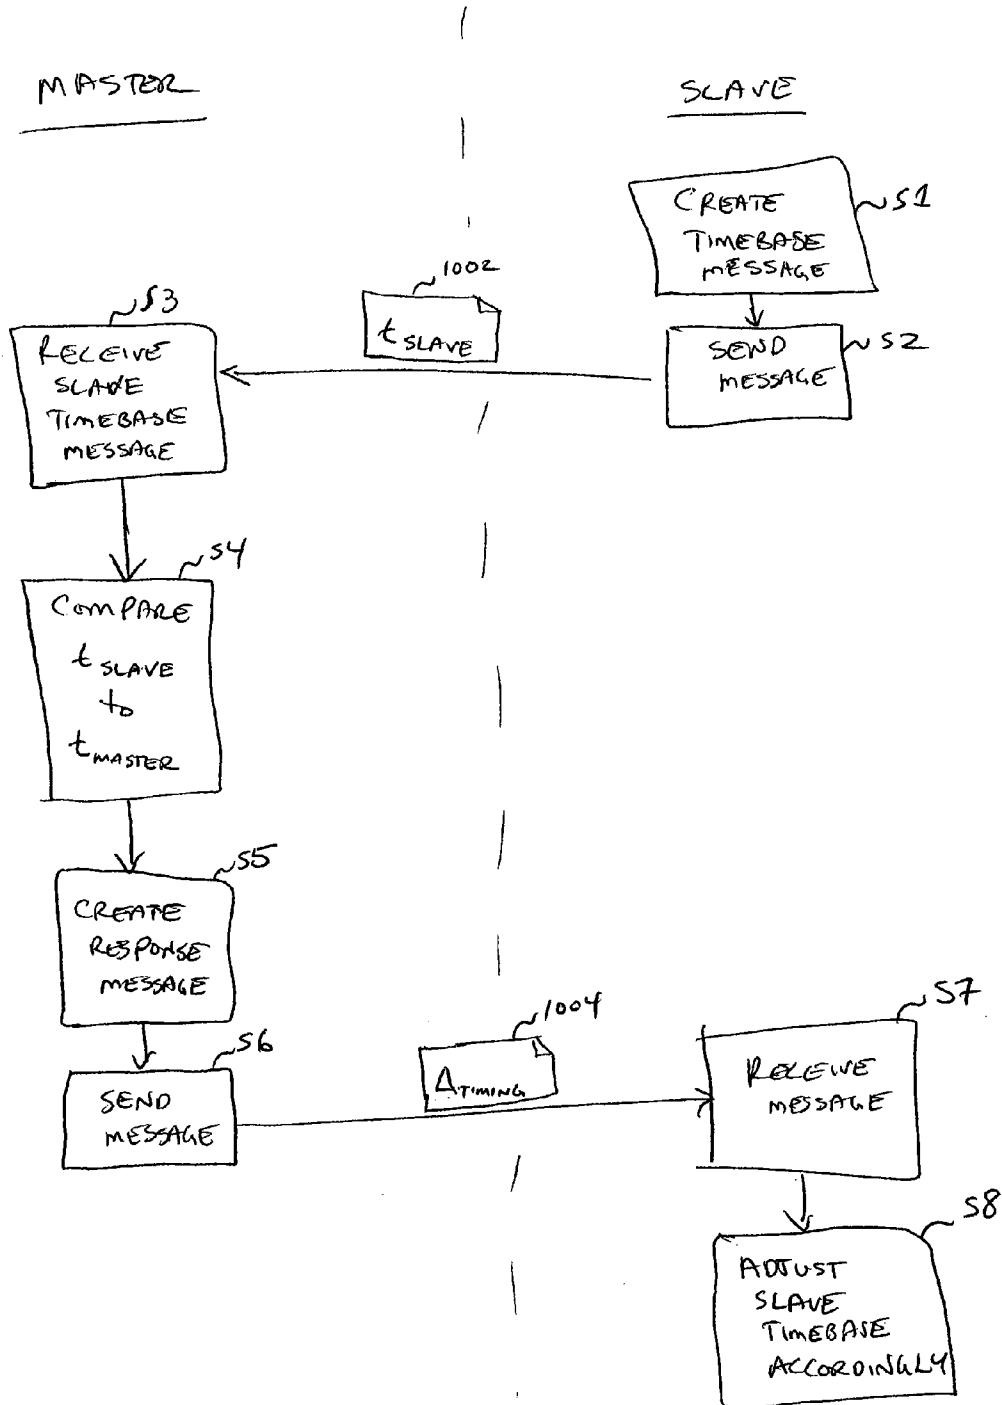 MASTER
SLAVE
CREATE
TIMEBASE
MESSAGE
S1
1002
t SLAVE
SEND
MESSAGE
S2
S3
RECEIVE
SLAVE
TIMEBASE
MESSAGE
S4
COMPARE
t SLAVE
to
t MASTER
S5
CREATE
RESPONSE
MESSAGE
S6
SEND
MESSAGE
1004
Δ TIMING
S7
RECEIVE
MESSAGE
S8
ADJUST
SLAVE
TIMEBASE
ACCORDINGLY